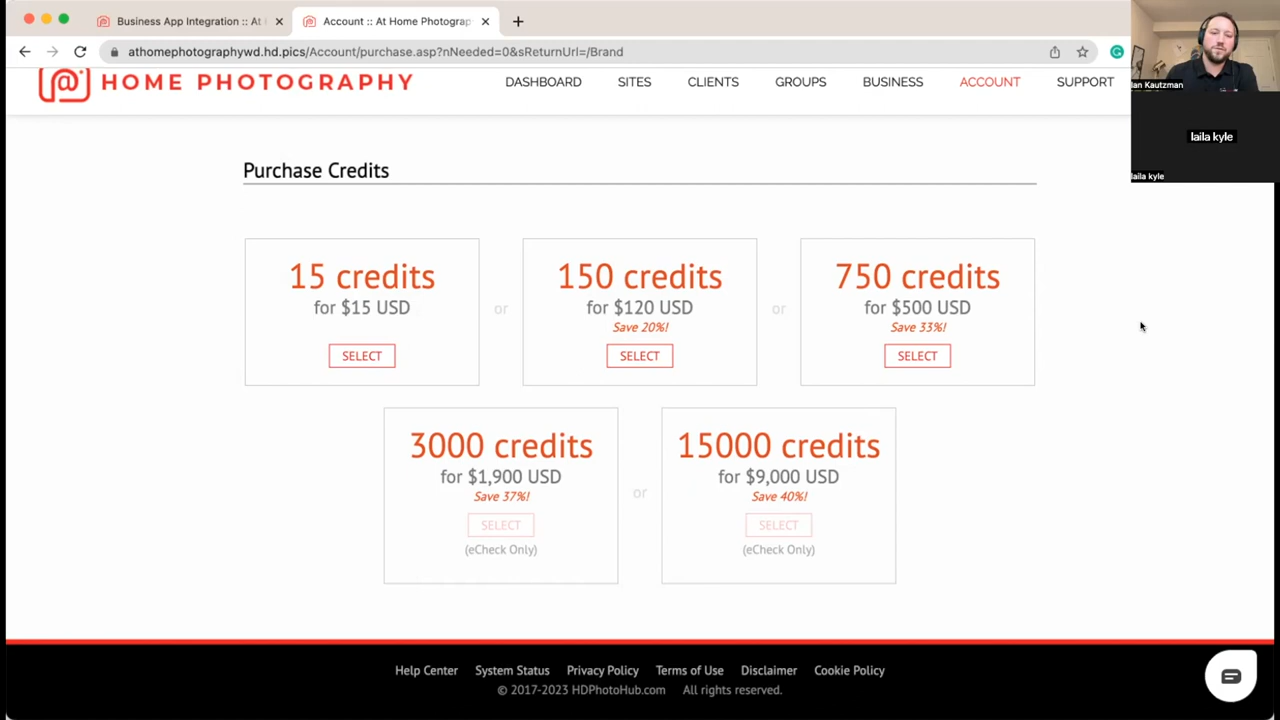 Business App Integration :: At
Account :: At Home Photograp
athomephotographywd.hd.pics/Account/purchase.asp?nNeeded=0&sReturnUrl=/Brand
HOME PHOTOGRAPHY
DASHBOARD
SITES
CLIENTS
GROUPS
BUSINESS
ACCOUNT
SUPPORT
Ian Kautzman
laila kyle
laila kyle
Purchase Credits
15 credits
for $15 USD
SELECT
or
150 credits
for $120 USD
Save 20%!
SELECT
or
750 credits
for $500 USD
Save 33%!
SELECT
3000 credits
for $1,900 USD
Save 37%!
SELECT
(eCheck Only)
or
15000 credits
for $9,000 USD
Save 40%!
SELECT
(eCheck Only)
Help Center
System Status
Privacy Policy
Terms of Use
Disclaimer
Cookie Policy
© 2017-2023 HDPhotoHub.com All rights reserved.